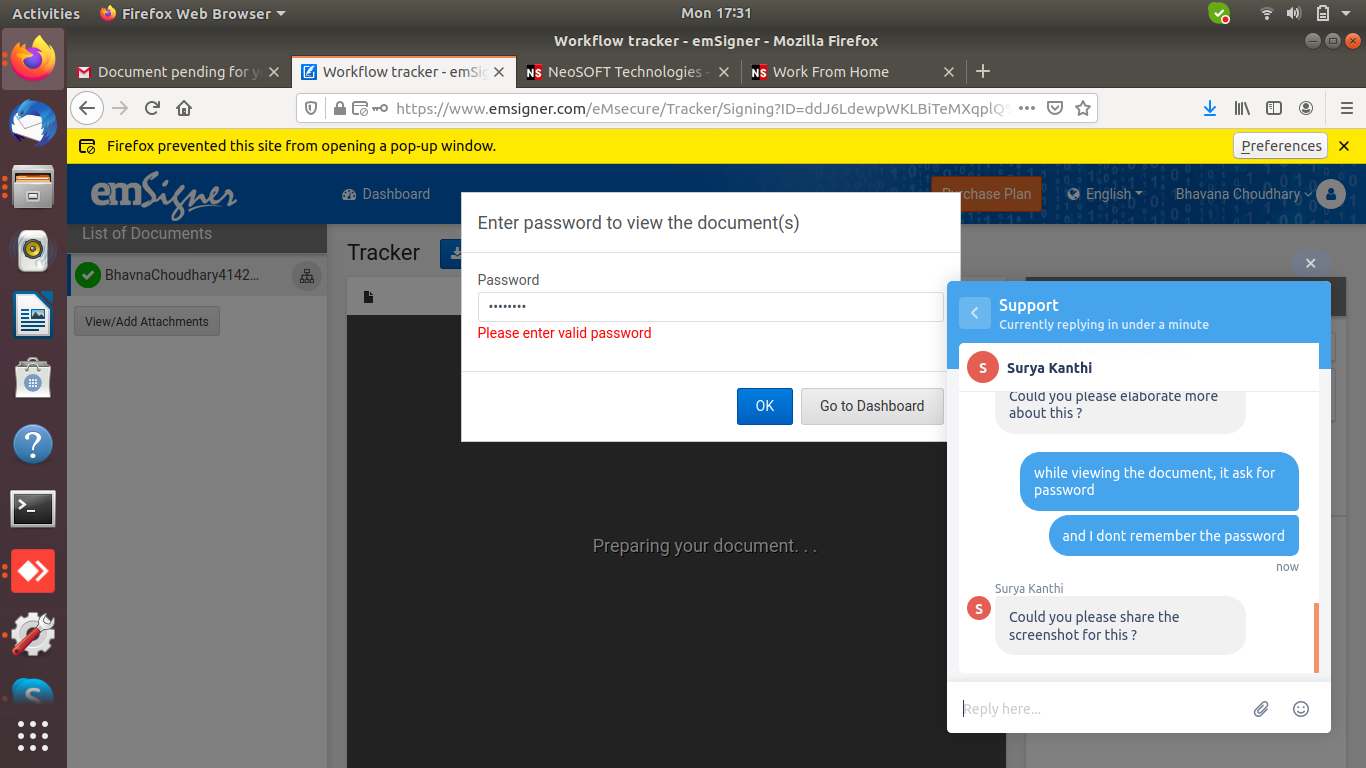 Activities
Firefox Web Browser
Mon 17:31
Workflow tracker - emSigner - Mozilla Firefox
Document pending for y
Workflow tracker - emSig
NS NeoSOFT Technologies -
NS Work From Home
https://www.emsigner.com/eMsecure/Tracker/Signing?ID=ddJ6LdewpWKLBiTeMXqplQ
Firefox prevented this site from opening a pop-up window.
Preferences
emSigner
Dashboard
Purchase Plan
English
Bhavana Choudhary
List of Documents
BhavnaChoudhary4142...
View/Add Attachments
Tracker
Enter password to view the document(s)
Password
••••••••
Please enter valid password
OK
Go to Dashboard
Preparing your document. . .
Support
Currently replying in under a minute
S
Surya Kanthi
Could you please elaborate more
about this ?
while viewing the document, it ask for
password
and I dont remember the password
now
Surya Kanthi
S
Could you please share the
screenshot for this ?
Reply here...